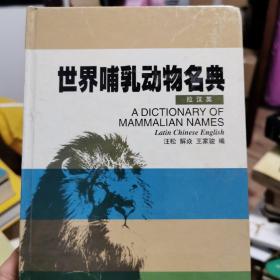 世界哺乳动物名典
拉汉英
A DICTIONARY OF
MAMMALIAN NAMES
Latin Chinese English
汪松 解焱 王家骏 编